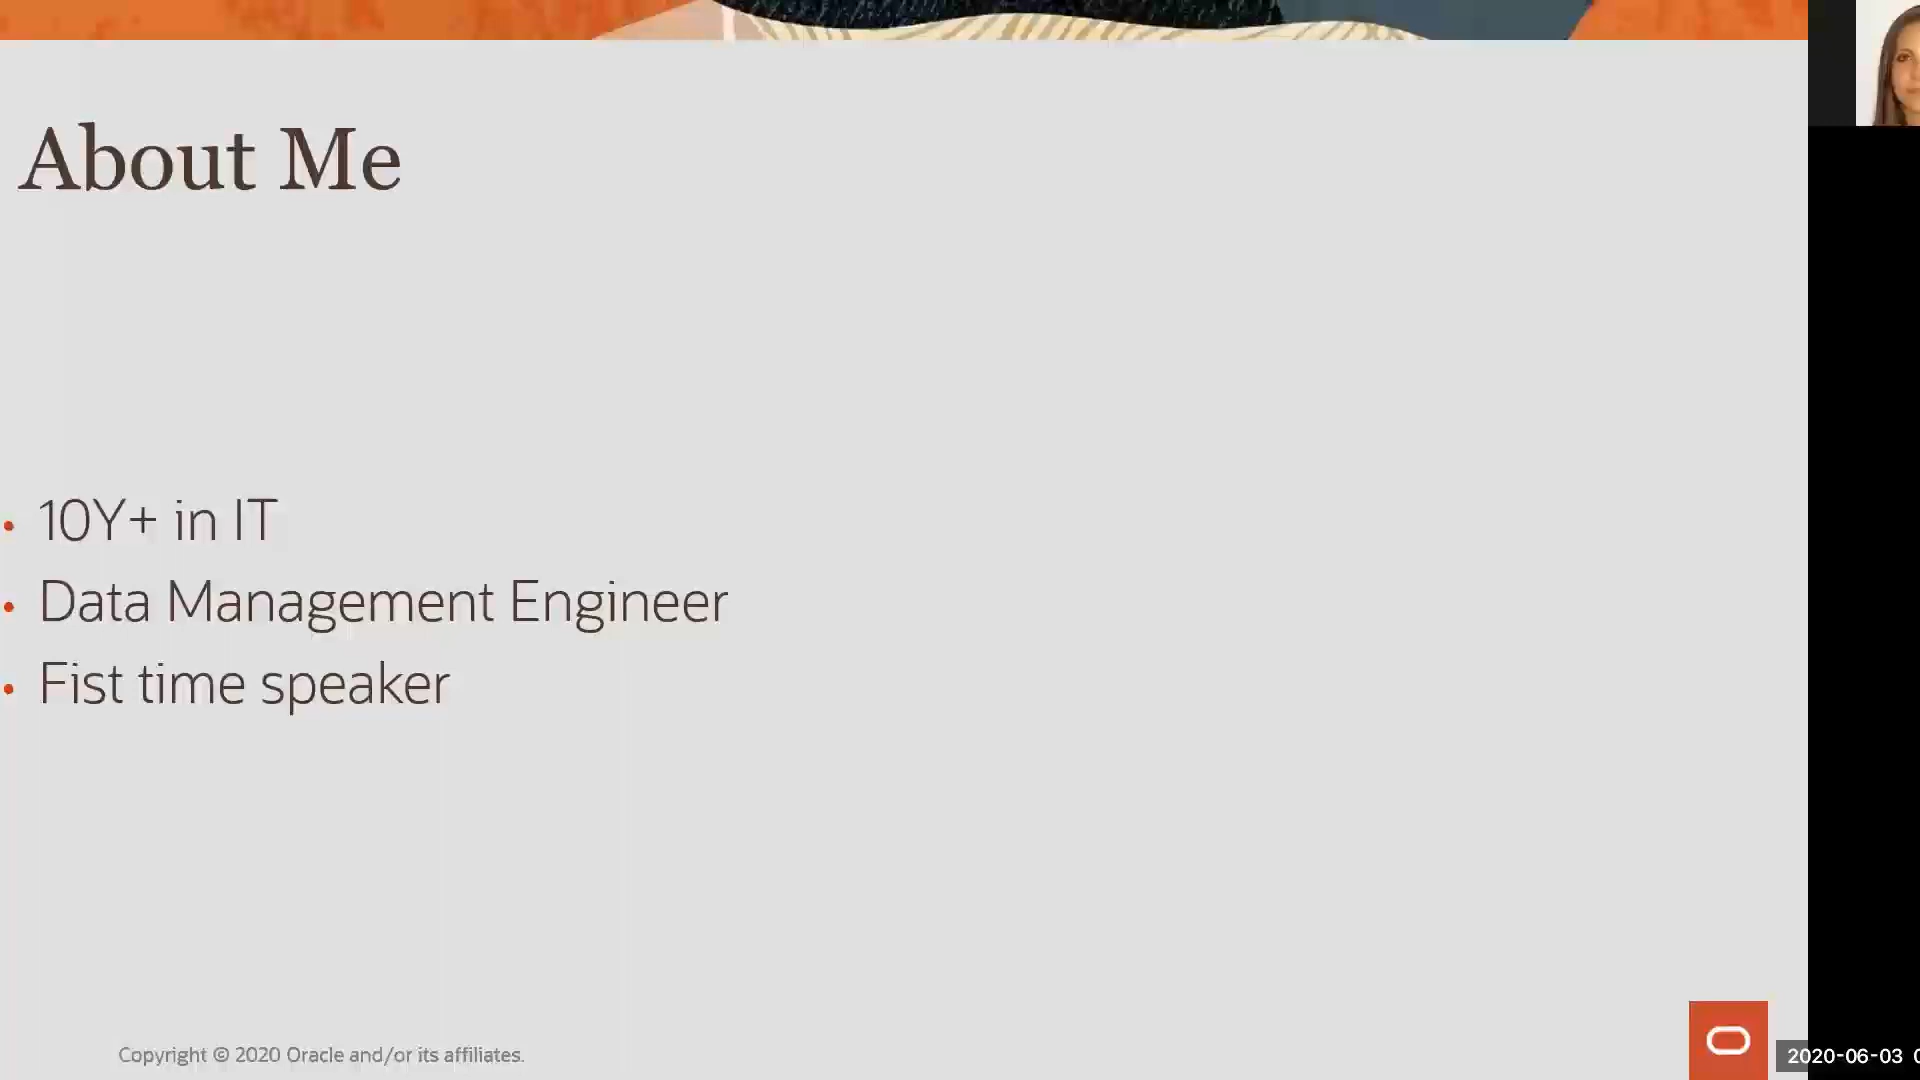 About Me
• 10Y+ in IT
• Data Management Engineer
• Fist time speaker
Copyright © 2020 Oracle and/or its affiliates.
2020-06-03